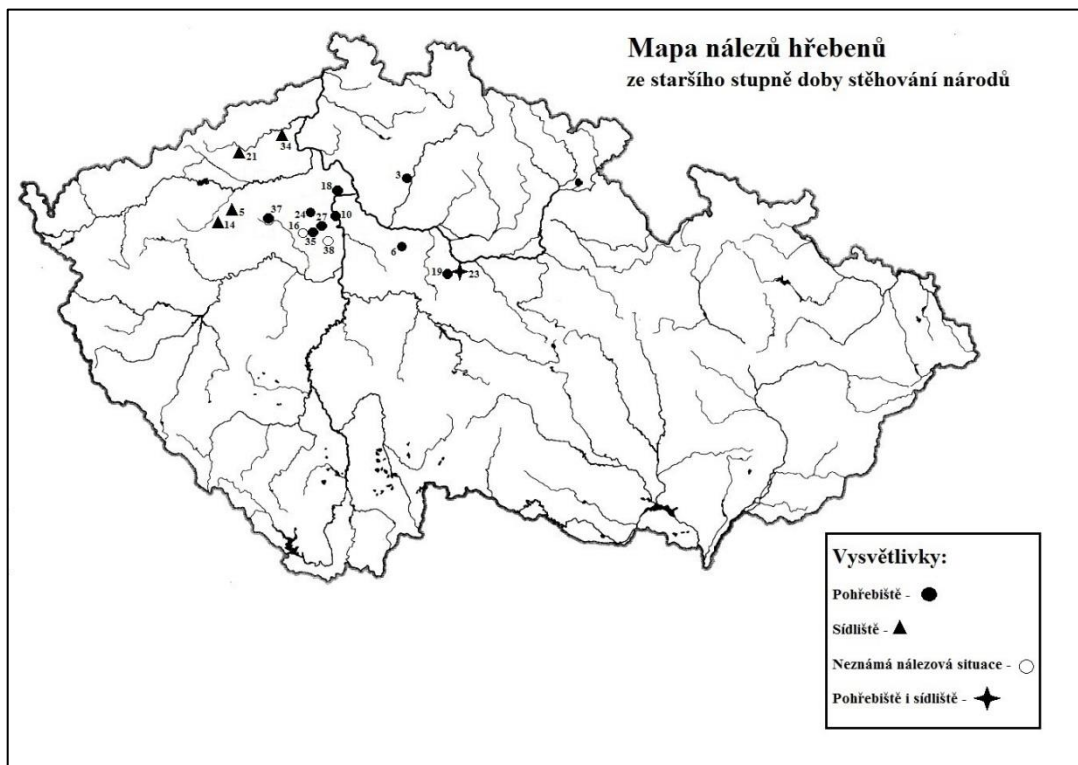 Mapa nálezů hřebenů
ze staršího stupně doby stěhování národů
34
21
3
18
5
37
24
27
10
14
16
35
38
6
19
23
Vysvětlivky:
Pohřebiště -
Sídliště -
Neznámá nálezová situace -
Pohřebiště i sídliště -